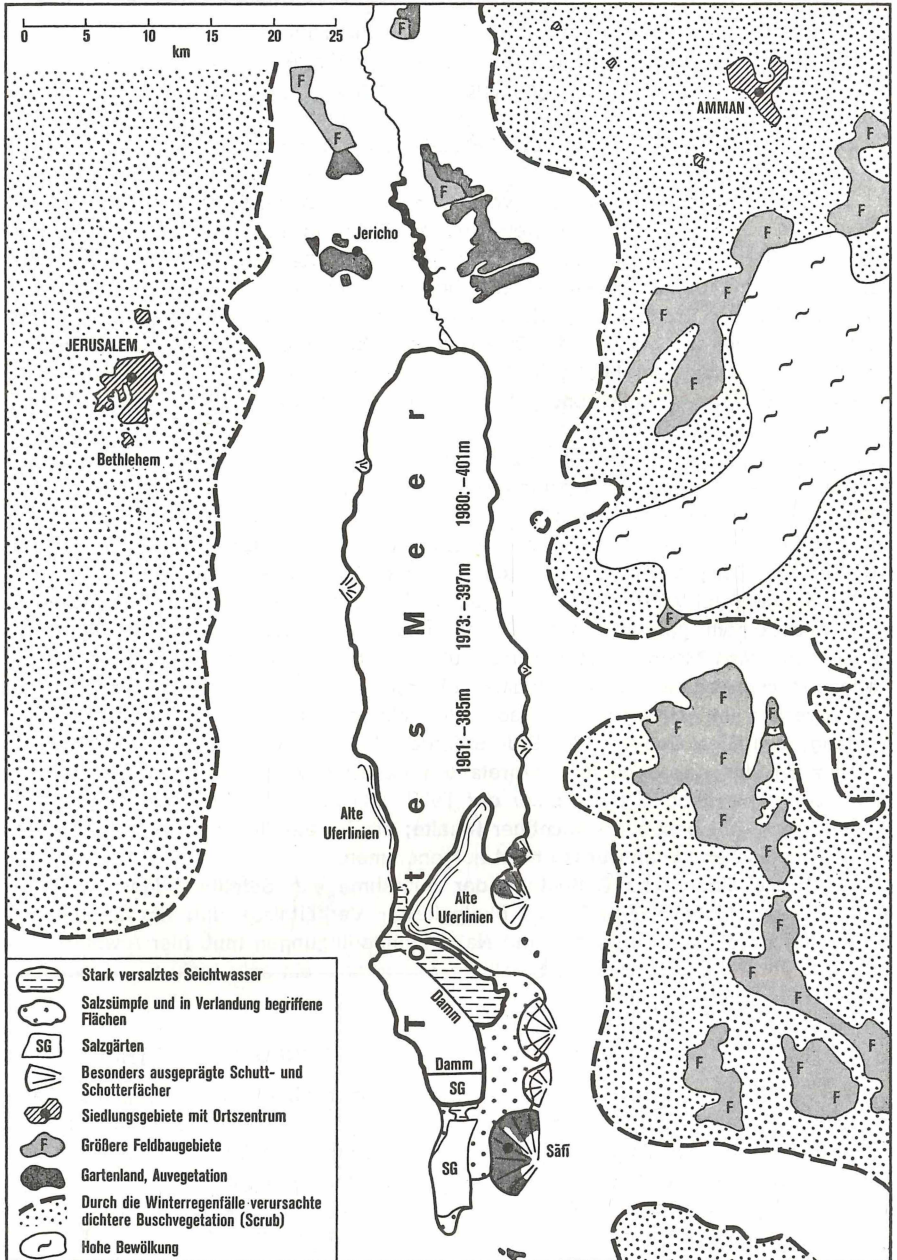 0 5 10 15 20 25
km
F
F
F
AMMAN
F
F
F
Jericho
F
F
F
F
JERUSALEM
Bethlehem
Totes Meer
1980: -401m
1973: -397m
1961: -385m
F
F
F
F
F
F
F
Alte
Uferlinien
Alte
Uferlinien
F
F
Damm
Damm
SG
F
F
F
F
F
Säfi
SG
Stark versalztes Seichtwasser
Salzsümpfe und in Verlandung begriffene
Flächen
SG Salzgärten
Besonders ausgeprägte Schutt- und
Schotterfächer
Siedlungsgebiete mit Ortszentrum
F Größere Feldbaugebiete
Gartenland, Auvegetation
Durch die Winterregenfälle verursachte
dichtere Buschvegetation (Scrub)
Hohe Bewölkung